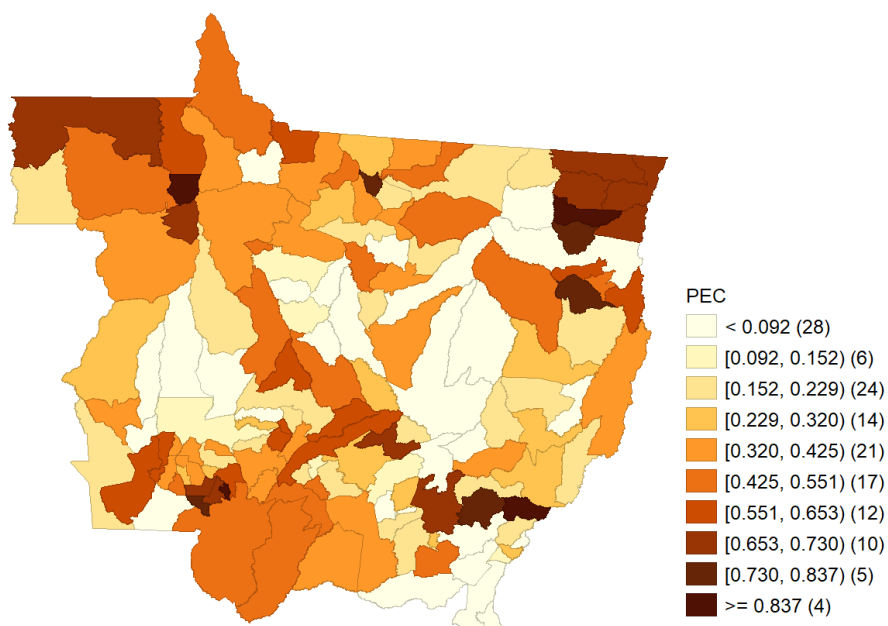 PEC
< 0.092 (28)
[0.092, 0.152) (6)
[0.152, 0.229) (24)
[0.229, 0.320) (14)
[0.320, 0.425) (21)
[0.425, 0.551) (17)
[0.551, 0.653) (12)
[0.653, 0.730) (10)
[0.730, 0.837) (5)
>= 0.837 (4)